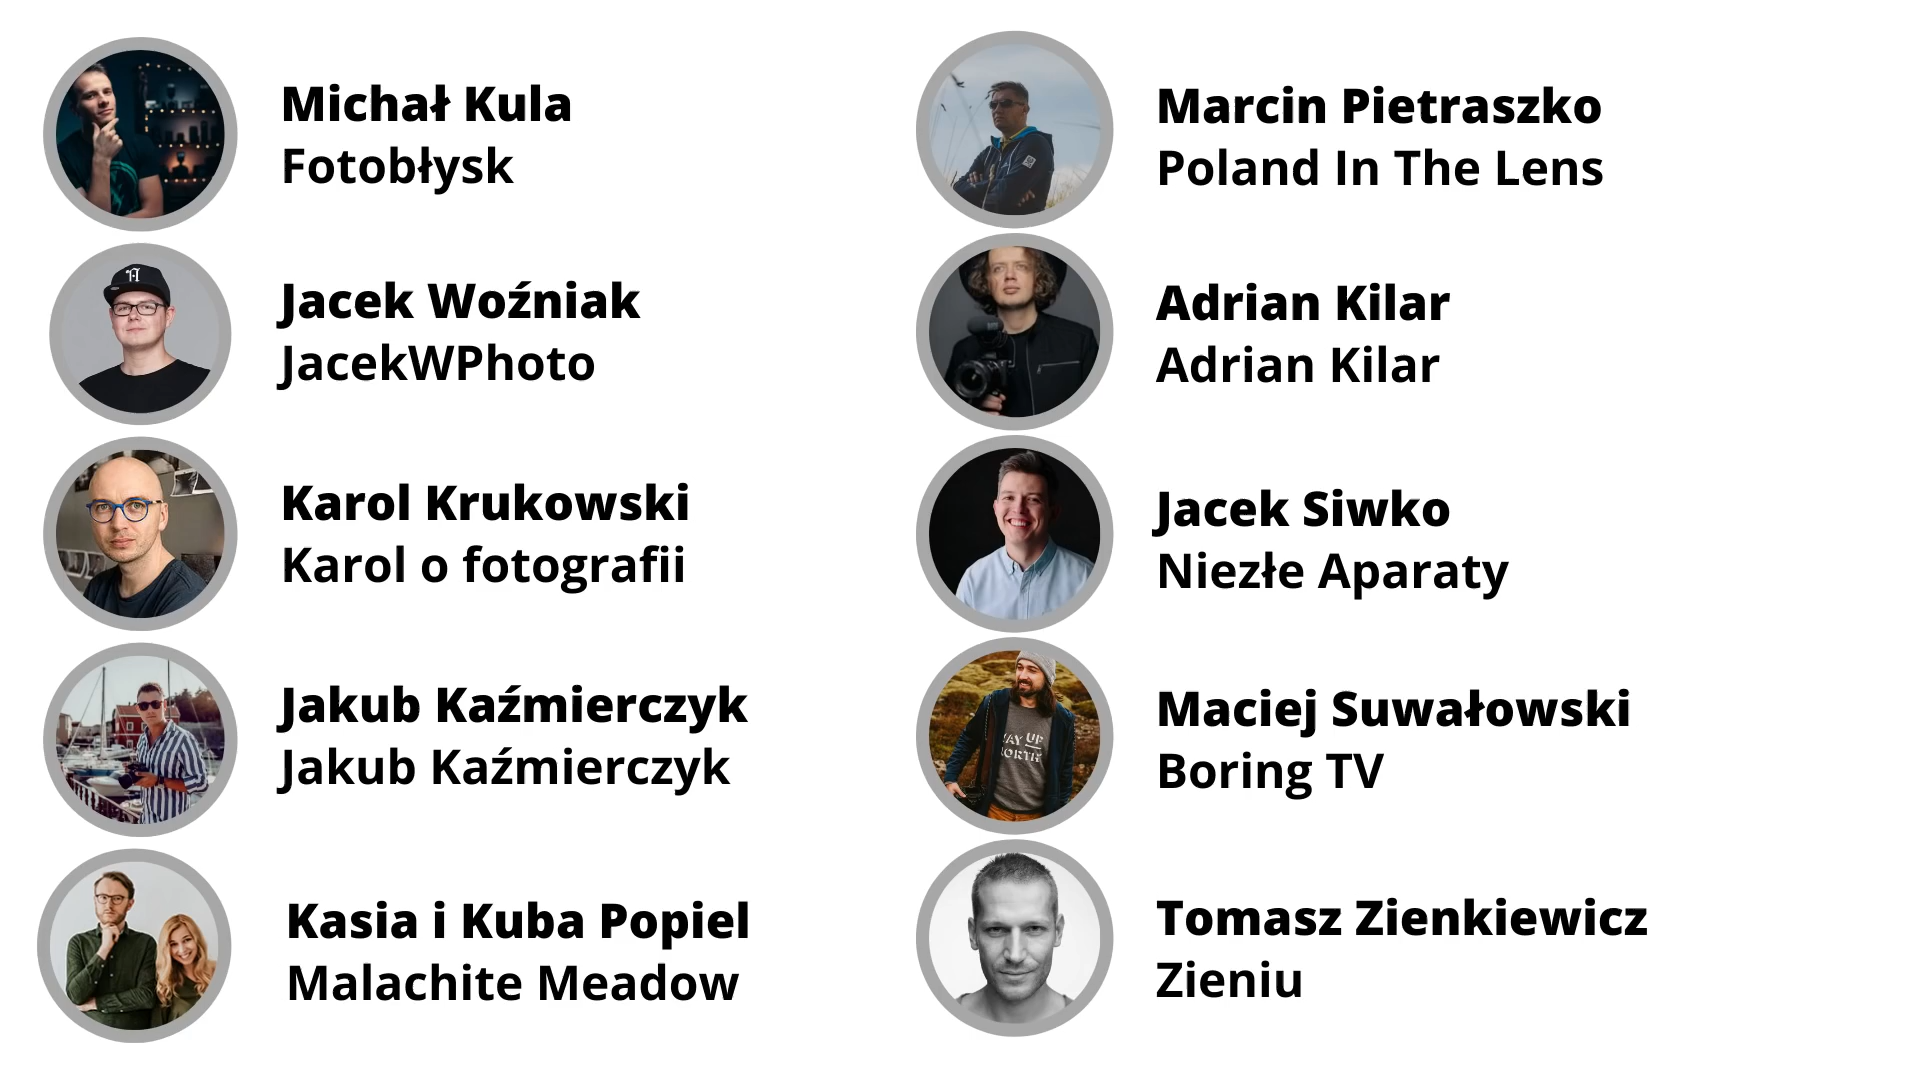 Michał Kula
Fotobłysk
Jacek Woźniak
JacekWPhoto
Karol Krukowski
Karol o fotografii
Jakub Kaźmierczyk
Jakub Kaźmierczyk
Kasia i Kuba Popiel
Malachite Meadow
Marcin Pietraszko
Poland In The Lens
Adrian Kilar
Adrian Kilar
Jacek Siwko
Niezłe Aparaty
Maciej Suwałowski
Boring TV
Tomasz Zienkiewicz
Zieniu